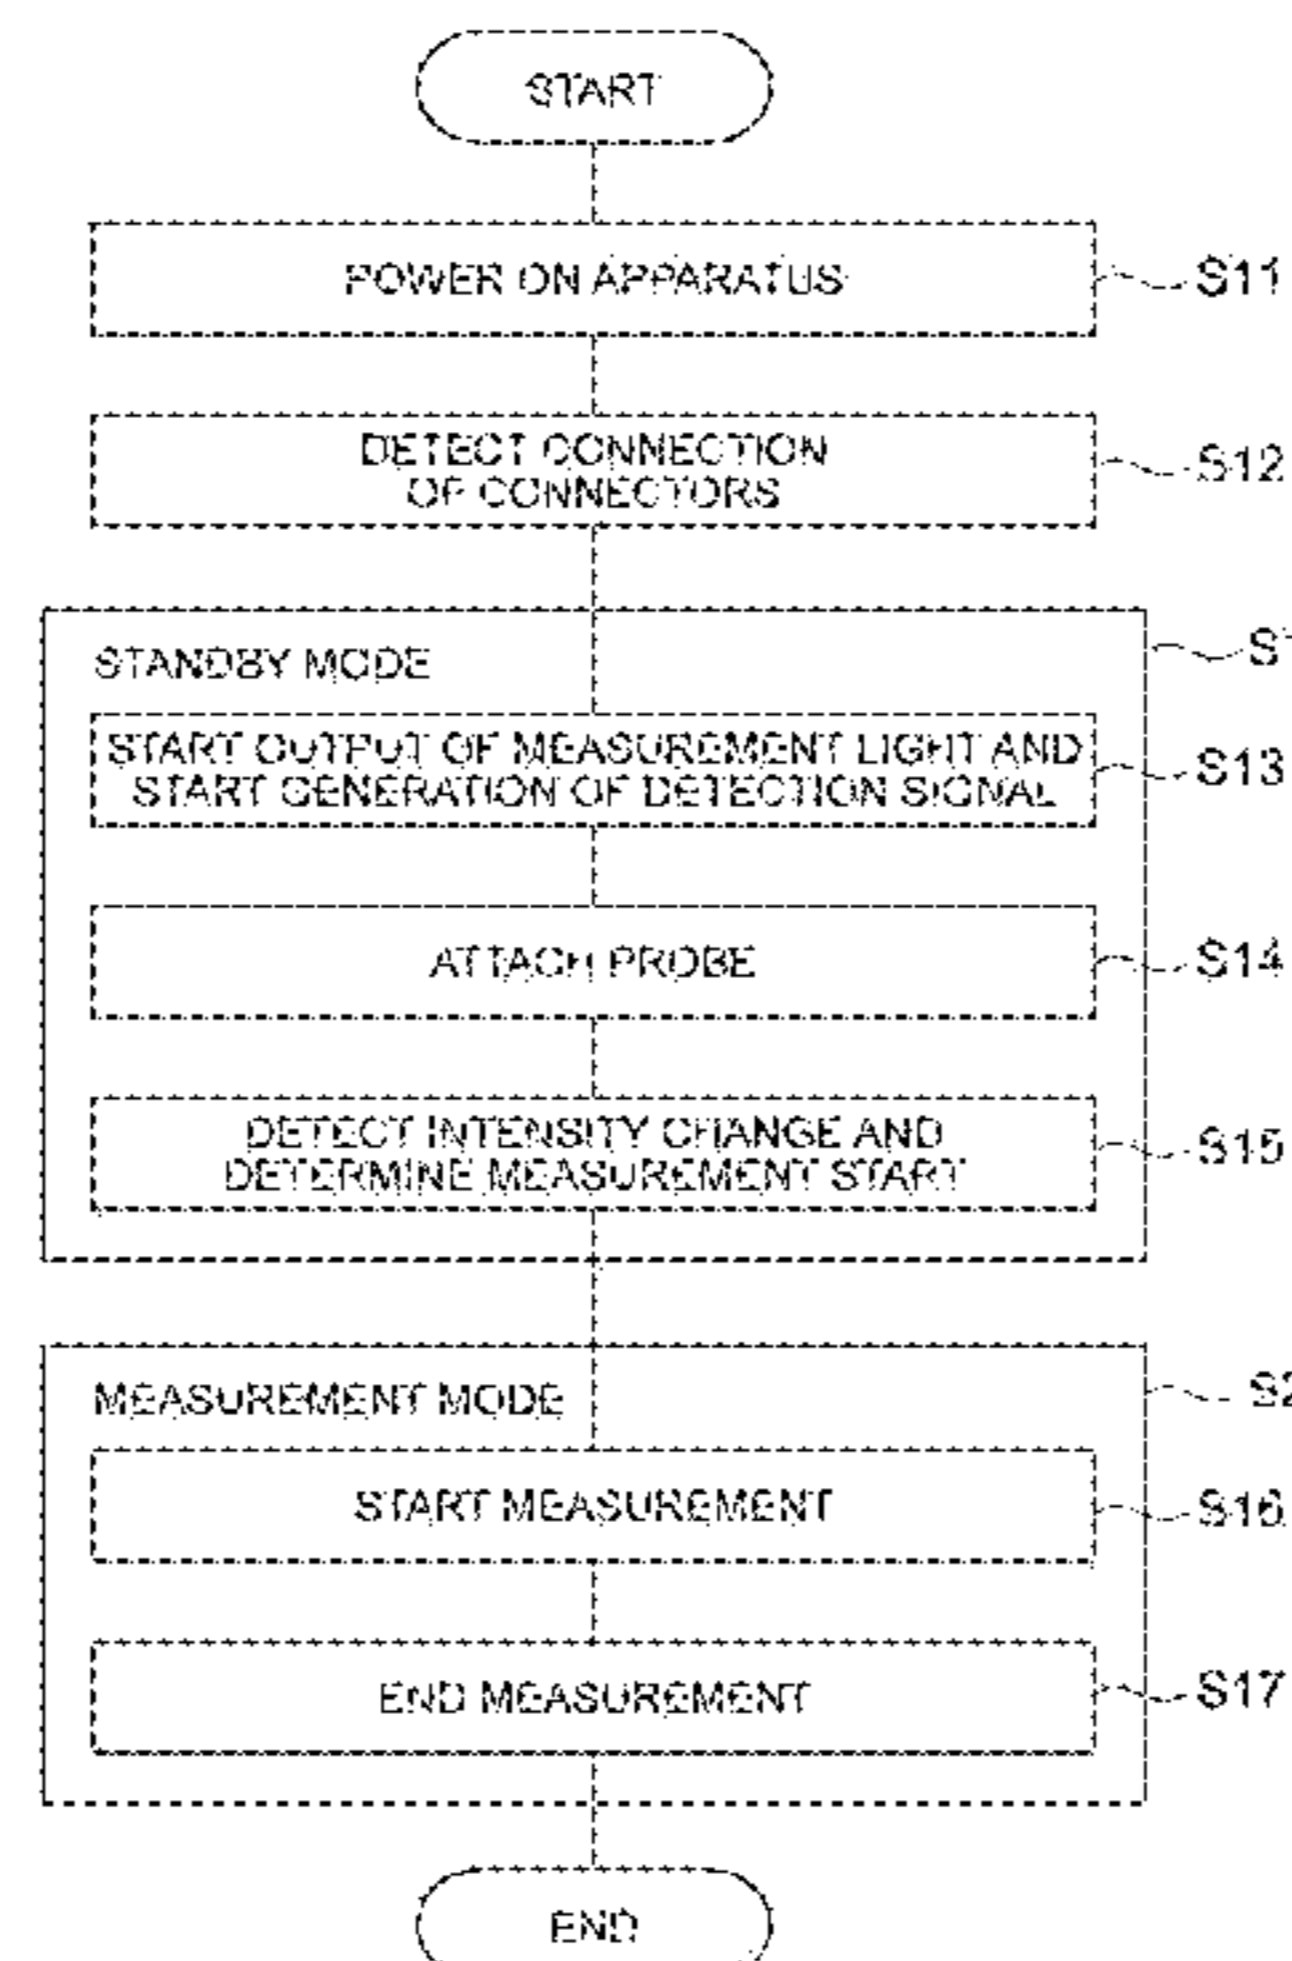 START
POWER ON APPARATUS
S11
DETECT CONNECTION
OF CONNECTORS
S12
STANDBY MODE
START OUTPUT OF MEASUREMENT LIGHT AND
START GENERATION OF DETECTION SIGNAL
S13
ATTACH PROBE
S14
DETECT INTENSITY CHANGE AND
DETERMINE MEASUREMENT START
S15
MEASUREMENT MODE
S2
START MEASUREMENT
S16
END MEASUREMENT
S17
END